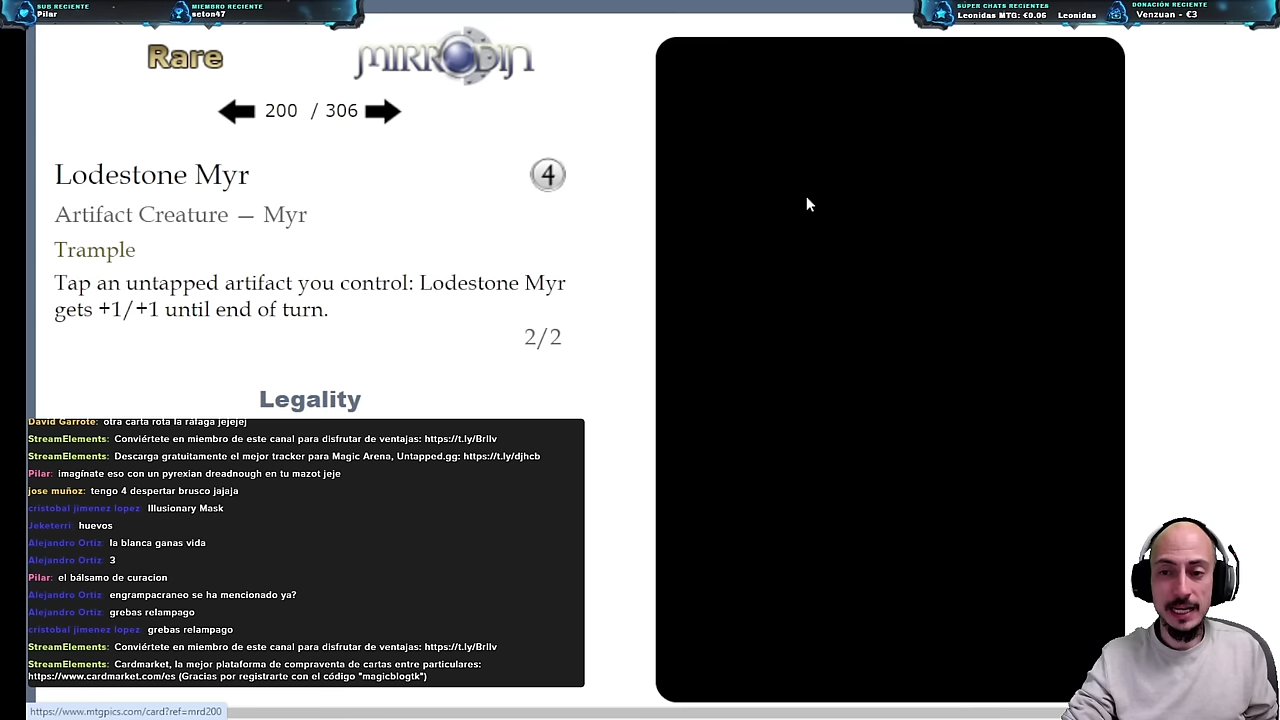 SUB RECIENTE
Pilar
MIEMBRO RECIENTE
seton47
SUPER CHATS RECIENTES
Leonidas MTG: €0.06 Leonidas
DONACIÓN RECIENTE
Venzuan - €3
Rare
MIRRODIN
200 / 306
Lodestone Myr
4
Artifact Creature — Myr
Trample
Tap an untapped artifact you control: Lodestone Myr
gets +1/+1 until end of turn.
2/2
Legality
David Garrote: otra carta rota la ráfaga jejejej
StreamElements: Conviértete en miembro de este canal para disfrutar de ventajas: https://t.ly/BrIlv
StreamElements: Descarga gratuitamente el mejor tracker para Magic Arena, Untapped.gg: https://t.ly/djhcb
Pilar: imagínate eso con un pyrexian dreadnough en tu mazot jeje
jose muñoz: tengo 4 despertar brusco jajaja
cristobal jimenez lopez: Illusionary Mask
Jeketerri: huevos
Alejandro Ortiz: la blanca ganas vida
Alejandro Ortiz: 3
Pilar: el bálsamo de curacion
Alejandro Ortiz: engrampacraneo se ha mencionado ya?
Alejandro Ortiz: grebas relampago
cristobal jimenez lopez: grebas relampago
StreamElements: Conviértete en miembro de este canal para disfrutar de ventajas: https://t.ly/BrIlv
StreamElements: Cardmarket, la mejor plataforma de compraventa de cartas entre particulares:
https://www.cardmarket.com/es (Gracias por registrarte con el código "magicblogtk")
https://www.mtgpics.com/card?ref=mrd200